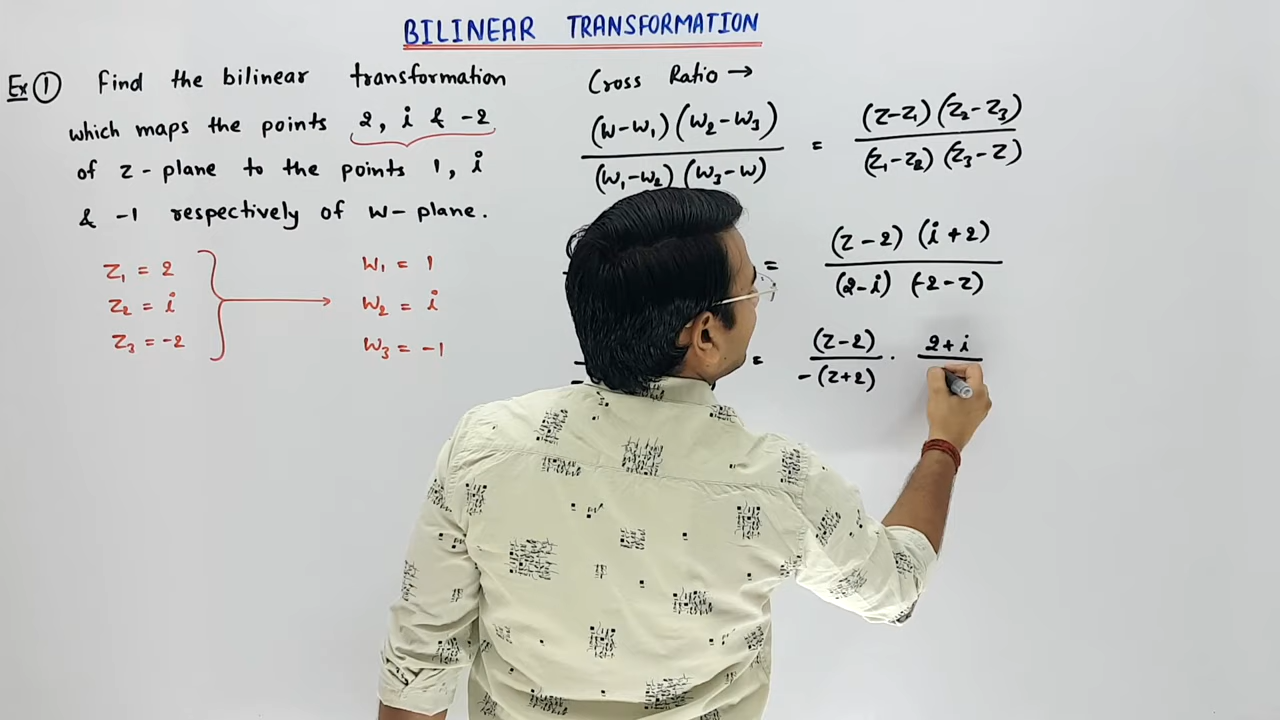 BILINEAR TRANSFORMATION
Ex ① Find the bilinear transformation
which maps the points 2, i & -2
of z-plane to the points 1, i
& -1 respectively of w-plane.
Z₁ = 2
Z₂ = i
Z₃ = -2
W₁ = 1
W₂ = i
W₃ = -1
Cross Ratio →
(W-W₁)(W₂-W₃) = (Z-Z₁)(Z₂-Z₃)
(W₁-W₂)(W₃-W) (Z₁-Z₂)(Z₃-Z)
= (Z-2)(i+2)
(2-i)(-2-Z)
= (Z-2) . 2+i
-(Z+2)